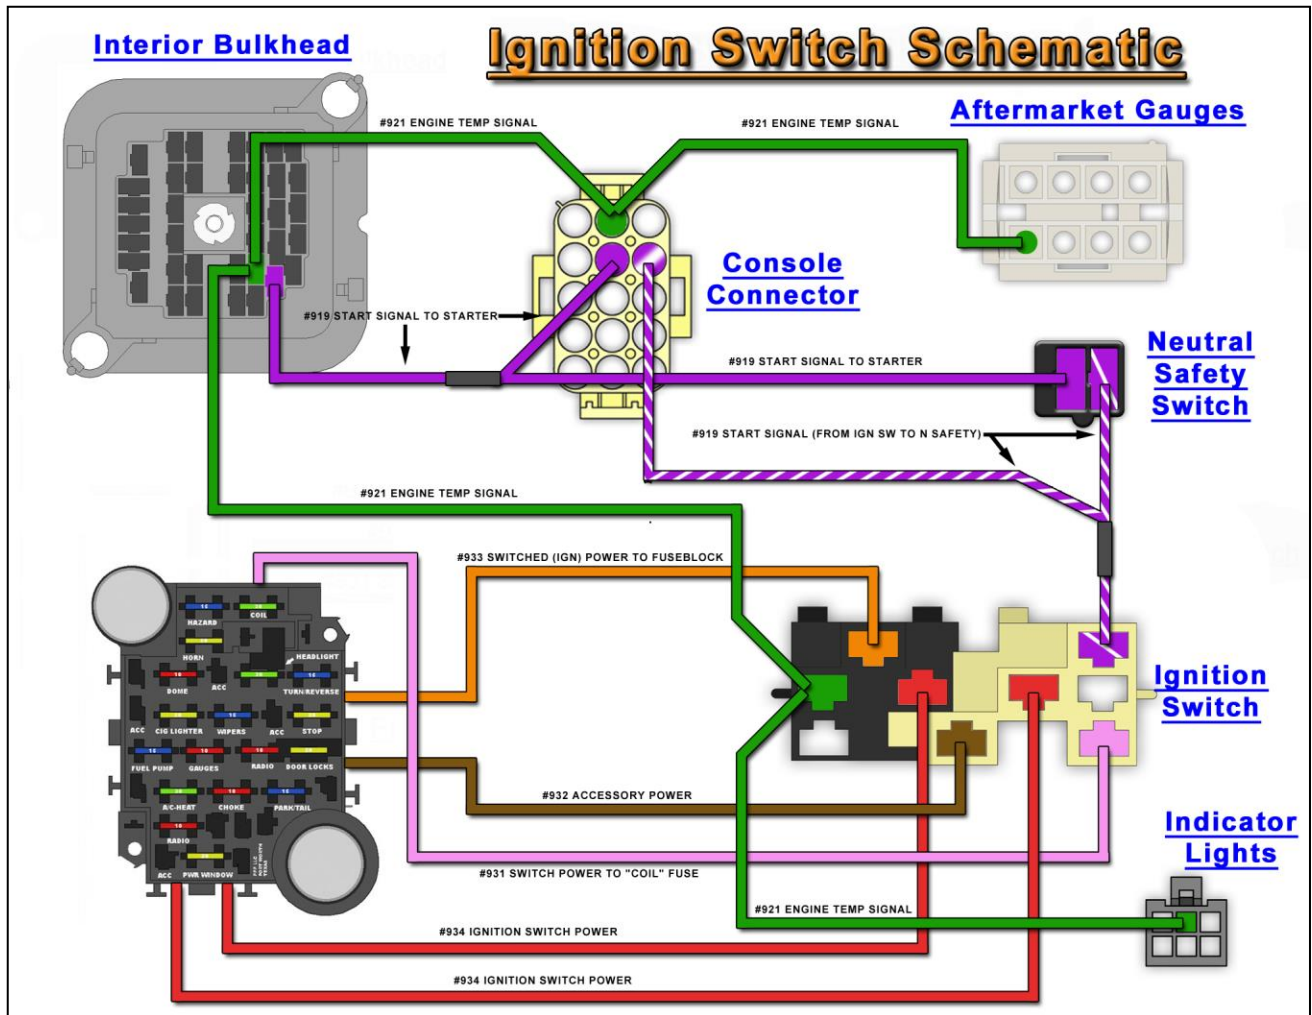 Ignition Switch Schematic
Interior Bulkhead
Aftermarket Gauges
#921 ENGINE TEMP SIGNAL
#921 ENGINE TEMP SIGNAL
Console
Connector
#919 START SIGNAL TO STARTER
Neutral
Safety
Switch
#919 START SIGNAL TO STARTER
#919 START SIGNAL (FROM IGN SW TO N SAFETY)
#921 ENGINE TEMP SIGNAL
#933 SWITCHED (IGN) POWER TO FUSEBLOCK
HAZARD
COIL
HORN
HEADLIGHT
DOME
ACC
TURN/REVERSE
ACC
CIG LIGHTER
WIPERS
ACC
STOP
FUEL PUMP
GAUGES
RADIO
DOOR LOCKS
A/C-HEAT
CHOKE
PARK/TAIL
RADIO
ACC
PWR WINDOW
Ignition
Switch
#932 ACCESSORY POWER
#931 SWITCH POWER TO "COIL" FUSE
Indicator
Lights
#921 ENGINE TEMP SIGNAL
#934 IGNITION SWITCH POWER
#934 IGNITION SWITCH POWER